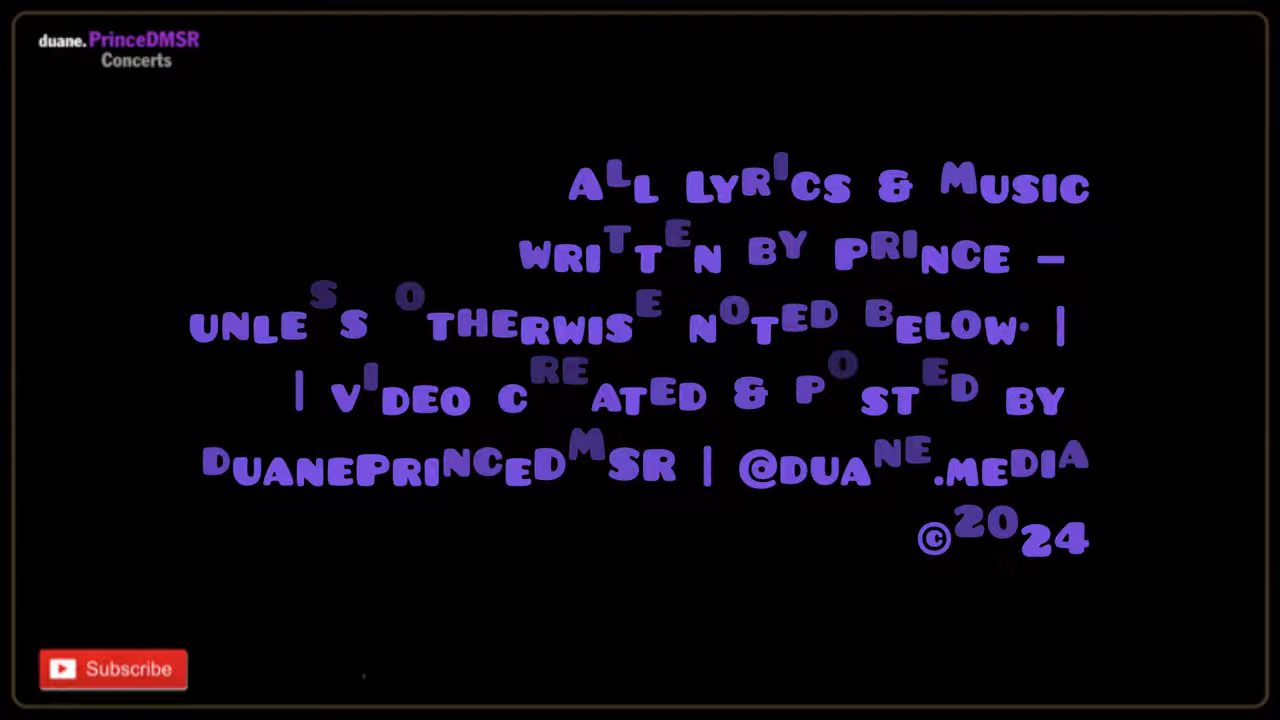 duane.PrinceDMSR
Concerts
All Lyrics & Music
written by Prince –
unless otherwise noted below. |
| Video created & posted by
DuanePrinceDMSR | @duane.media
©2024
Subscribe